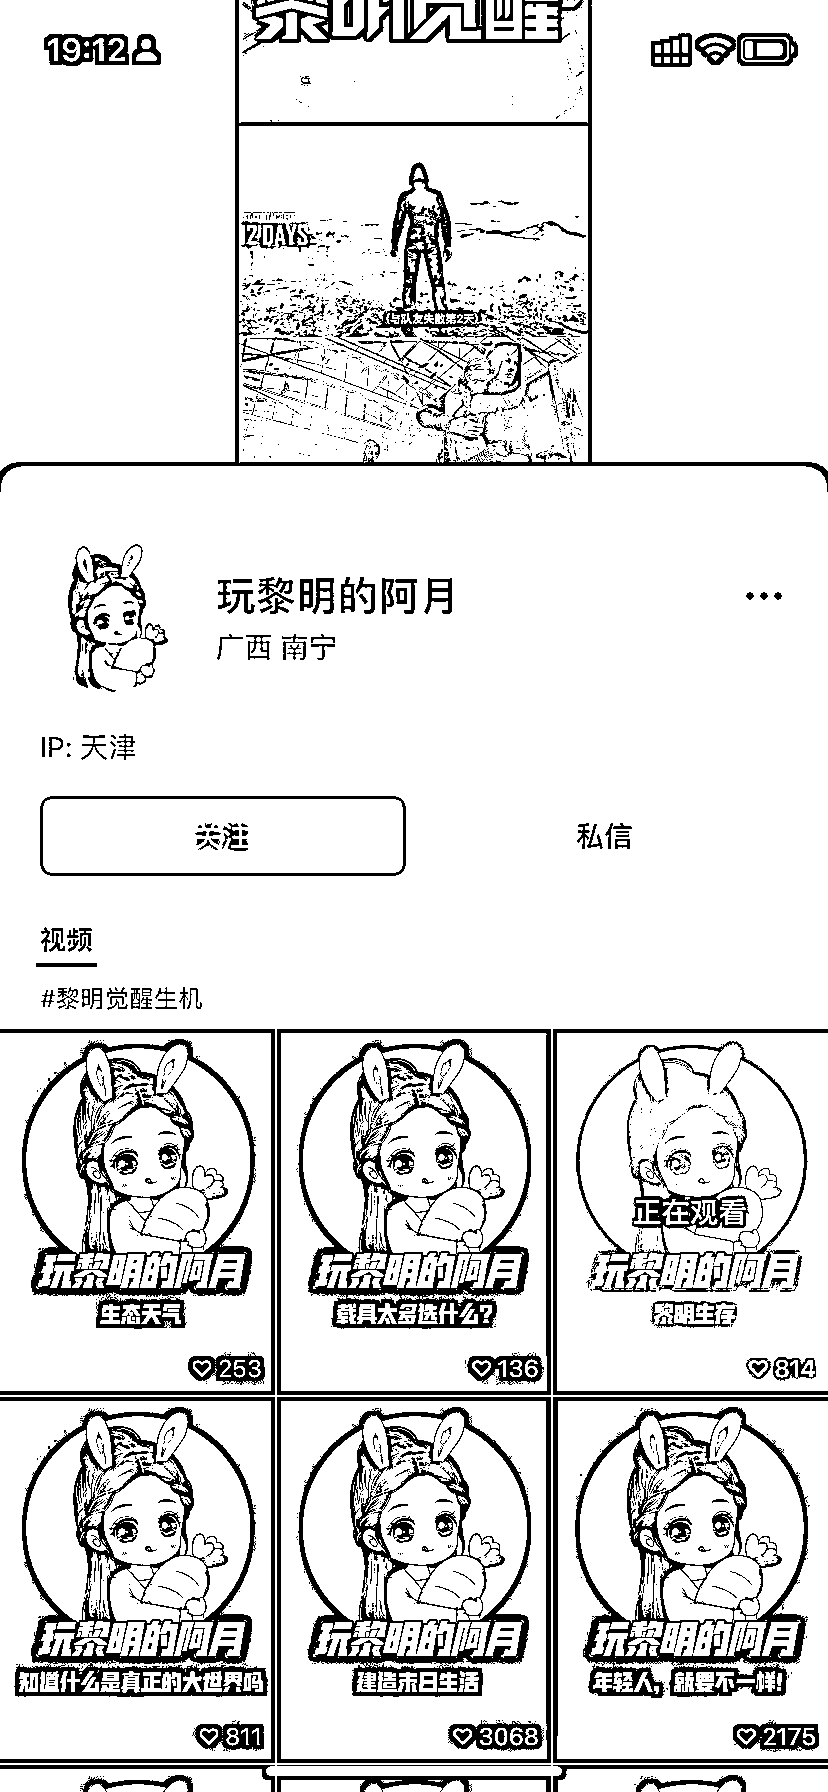 黎明觉醒
19:12
12 DAYS
(与队友失散第2天)
玩黎明的阿月
广西 南宁
IP: 天津
关注
私信
视频
#黎明觉醒生机
玩黎明的阿月
生态天气
253
玩黎明的阿月
载具太多选什么?
136
正在观看
玩黎明的阿月
黎明生存
814
玩黎明的阿月
知道什么是真正的大世界吗
811
玩黎明的阿月
建造末日生活
3068
玩黎明的阿月
年轻人，就要不一样!
2175